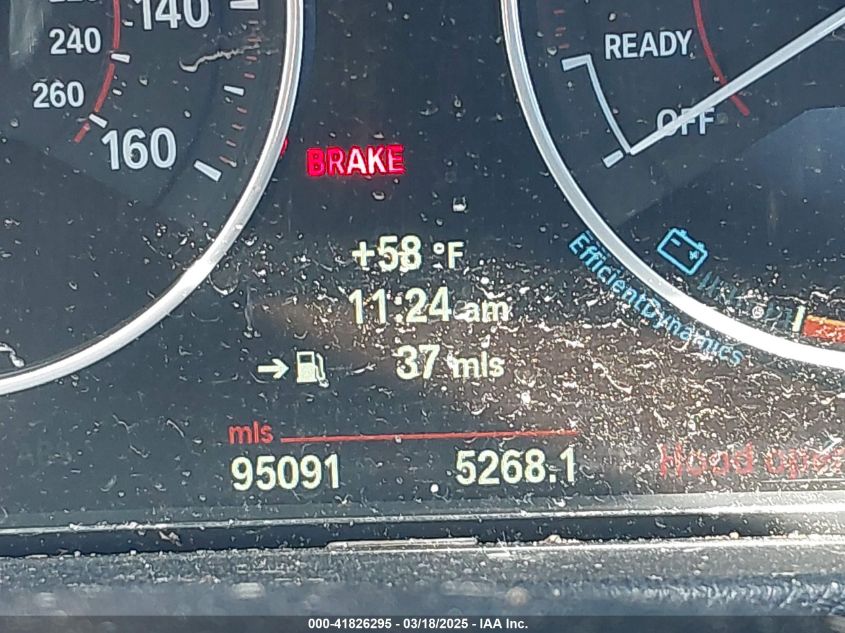 140
240
260
160
READY
OFF
BRAKE
+58 °F
11:24 am
37 mls
EfficientDynamics
mls
95091 5268.1
Hood open
000-41826295 - 03/18/2025 - IAA Inc.